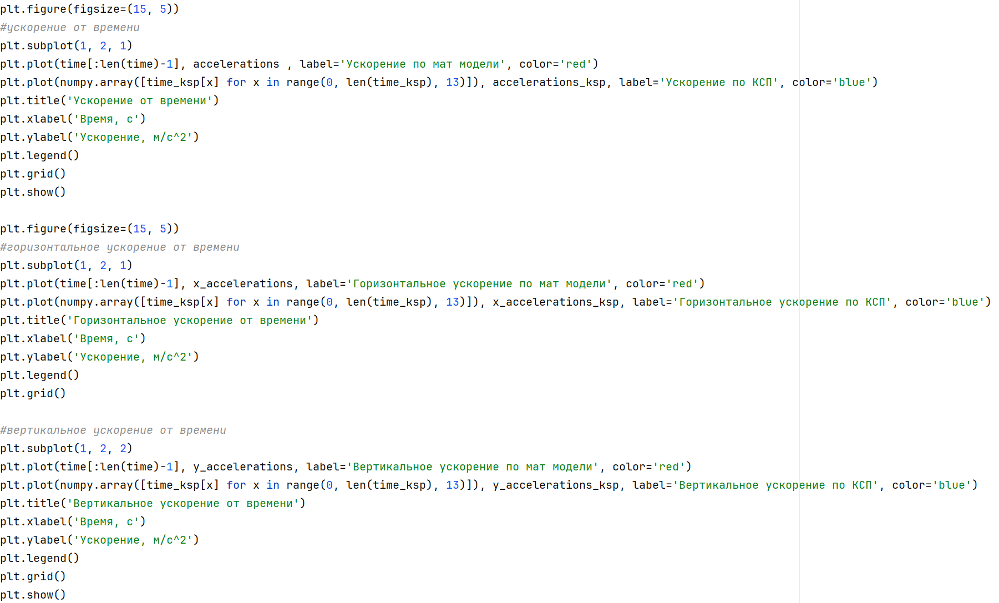 plt.figure(figsize=(15, 5))
#ускорение от времени
plt.subplot(1, 2, 1)
plt.plot(time[:len(time)-1], accelerations , label='Ускорение по мат модели', color='red')
plt.plot(numpy.array([time_ksp[x] for x in range(0, len(time_ksp), 13)]), accelerations_ksp, label='Ускорение по КСП', color='blue')
plt.title('Ускорение от времени')
plt.xlabel('Время, с')
plt.ylabel('Ускорение, м/с^2')
plt.legend()
plt.grid()
plt.show()

plt.figure(figsize=(15, 5))
#горизонтальное ускорение от времени
plt.subplot(1, 2, 1)
plt.plot(time[:len(time)-1], x_accelerations, label='Горизонтальное ускорение по мат модели', color='red')
plt.plot(numpy.array([time_ksp[x] for x in range(0, len(time_ksp), 13)]), x_accelerations_ksp, label='Горизонтальное ускорение по КСП', color='blue')
plt.title('Горизонтальное ускорение от времени')
plt.xlabel('Время, с')
plt.ylabel('Ускорение, м/с^2')
plt.legend()
plt.grid()

#вертикальное ускорение от времени
plt.subplot(1, 2, 2)
plt.plot(time[:len(time)-1], y_accelerations, label='Вертикальное ускорение по мат модели', color='red')
plt.plot(numpy.array([time_ksp[x] for x in range(0, len(time_ksp), 13)]), y_accelerations_ksp, label='Вертикальное ускорение по КСП', color='blue')
plt.title('Вертикальное ускорение от времени')
plt.xlabel('Время, с')
plt.ylabel('Ускорение, м/с^2')
plt.legend()
plt.grid()
plt.show()